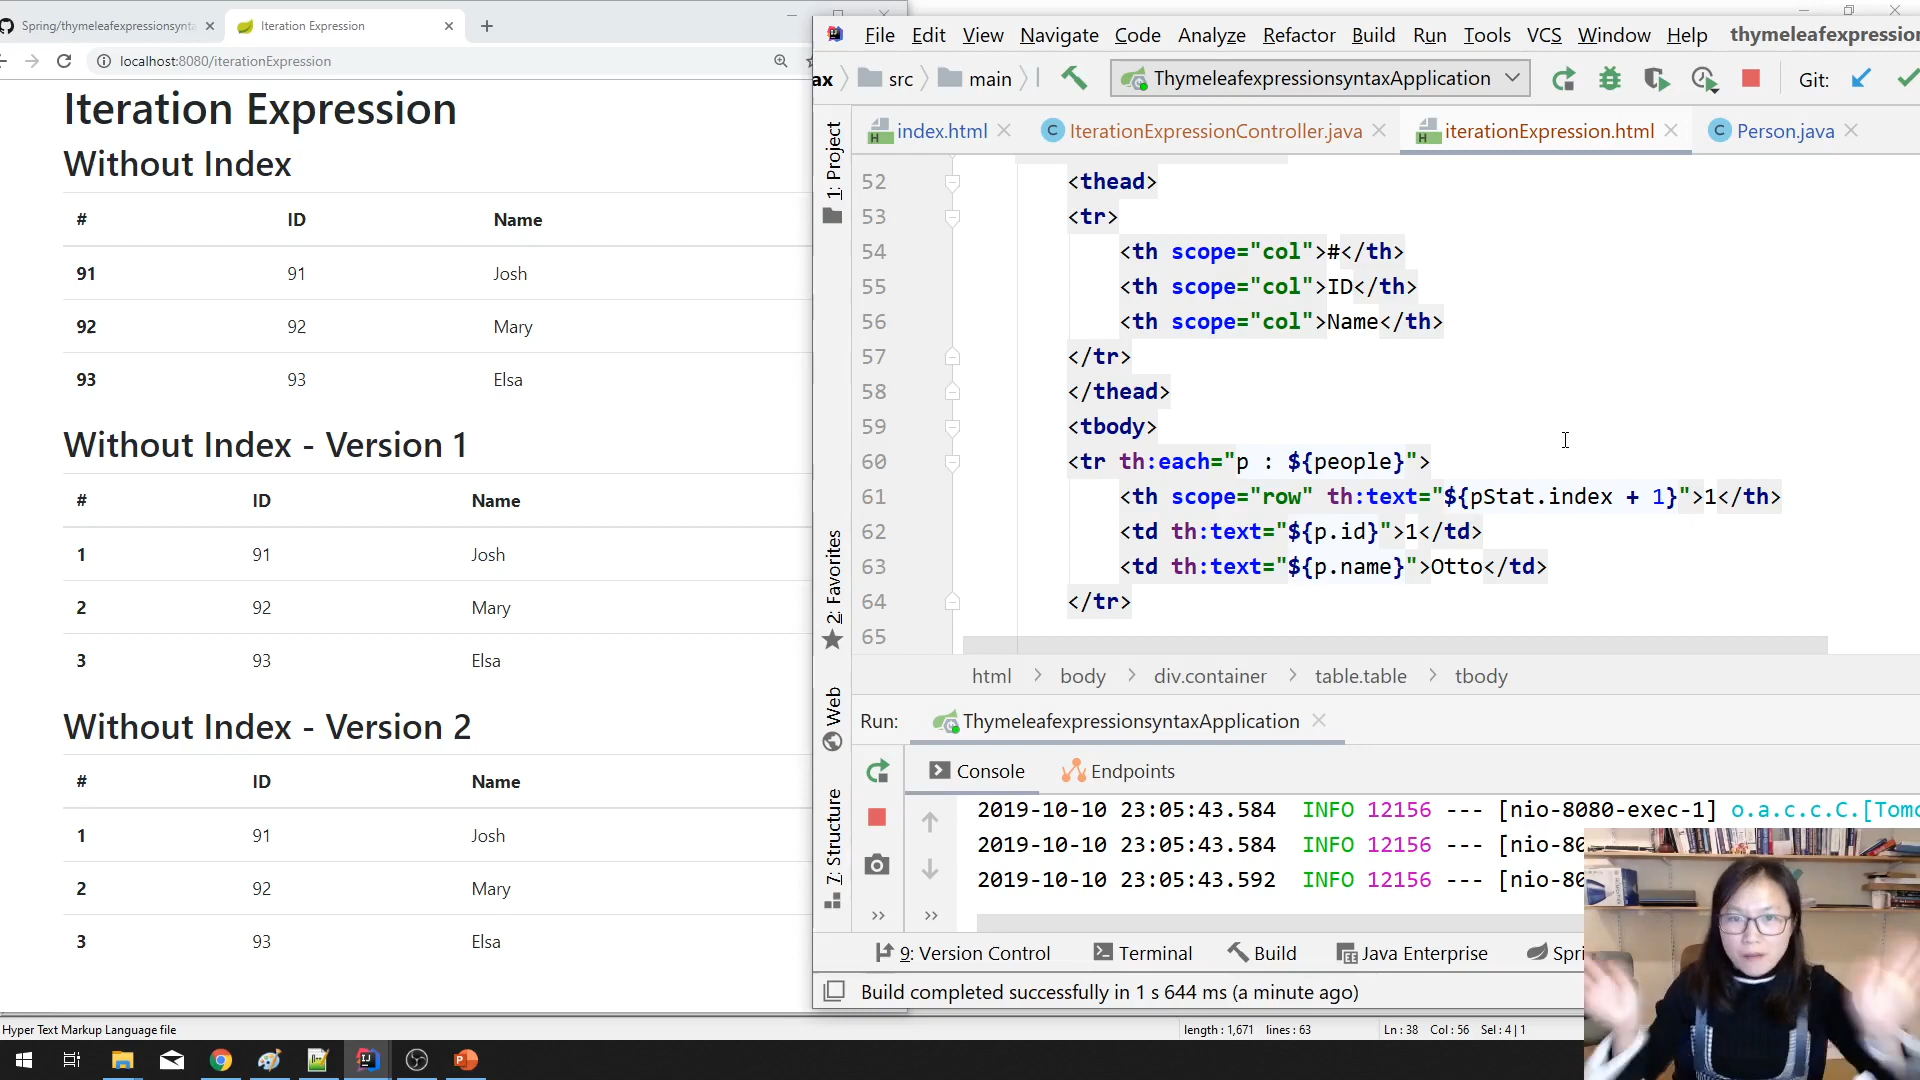 Spring/thymeleafexpressionsynta
Iteration Expression
localhost:8080/iterationExpression
Iteration Expression
Without Index
# ID Name
91 91 Josh
92 92 Mary
93 93 Elsa
Without Index - Version 1
# ID Name
1 91 Josh
2 92 Mary
3 93 Elsa
Without Index - Version 2
# ID Name
1 91 Josh
2 92 Mary
3 93 Elsa
File Edit View Navigate Code Analyze Refactor Build Run Tools VCS Window Help thymeleafexpression
ax src main ThymeleafexpressionsyntaxApplication Git:
index.html IterationExpressionController.java iterationExpression.html Person.java
1: Project
2: Favorites
Web
7: Structure
52 <thead>
53 <tr>
54 <th scope="col">#</th>
55 <th scope="col">ID</th>
56 <th scope="col">Name</th>
57 </tr>
58 </thead>
59 <tbody>
60 <tr th:each="p : ${people}">
61 <th scope="row" th:text="${pStat.index + 1}">1</th>
62 <td th:text="${p.id}">1</td>
63 <td th:text="${p.name}">Otto</td>
64 </tr>
65
html body div.container table.table tbody
Run: ThymeleafexpressionsyntaxApplication
Console Endpoints
2019-10-10 23:05:43.584 INFO 12156 --- [nio-8080-exec-1] o.a.c.c.C.[Tomc
2019-10-10 23:05:43.584 INFO 12156 --- [nio-80
2019-10-10 23:05:43.592 INFO 12156 --- [nio-80
9: Version Control Terminal Build Java Enterprise Spri
Build completed successfully in 1 s 644 ms (a minute ago)
Hyper Text Markup Language file length : 1,671 lines : 63 Ln : 38 Col : 56 Sel : 4 | 1